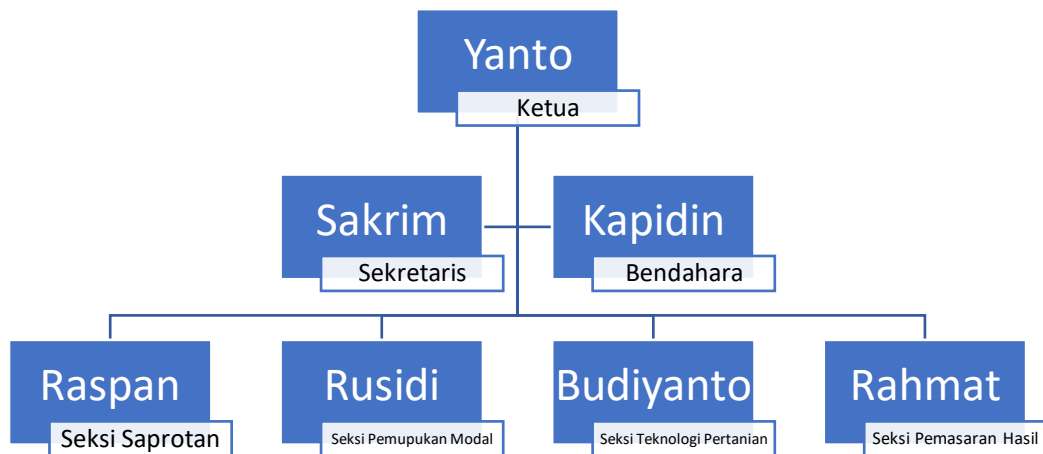 Yanto
Ketua
Sakrim
Sekretaris
Kapidin
Bendahara
Raspan
Seksi Saprotan
Rusidi
Seksi Pemupukan Modal
Budiyanto
Seksi Teknologi Pertanian
Rahmat
Seksi Pemasaran Hasil